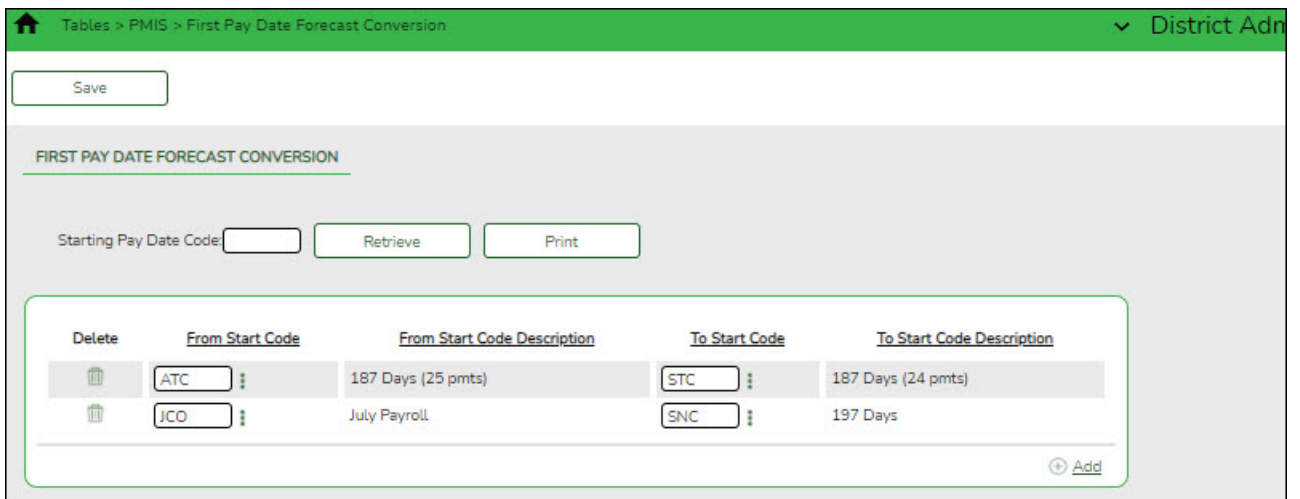 Tables > PMIS > First Pay Date Forecast Conversion
District Adm
Save
FIRST PAY DATE FORECAST CONVERSION
Starting Pay Date Code: Retrieve Print
Delete From Start Code From Start Code Description To Start Code To Start Code Description
ATC 187 Days (25 pmts) STC 187 Days (24 pmts)
JCO July Payroll SNC 197 Days
Add